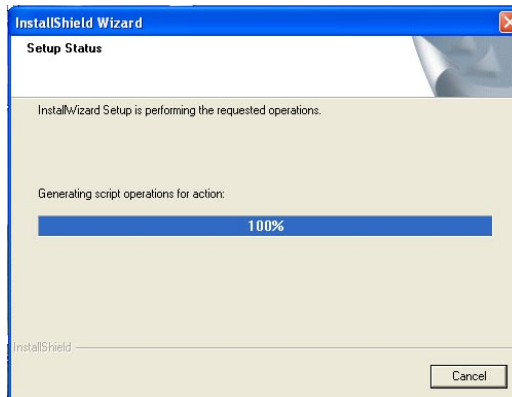 InstallShield Wizard
Setup Status
InstallWizard Setup is performing the requested operations.
Generating script operations for action:
100%
InstallShield
Cancel